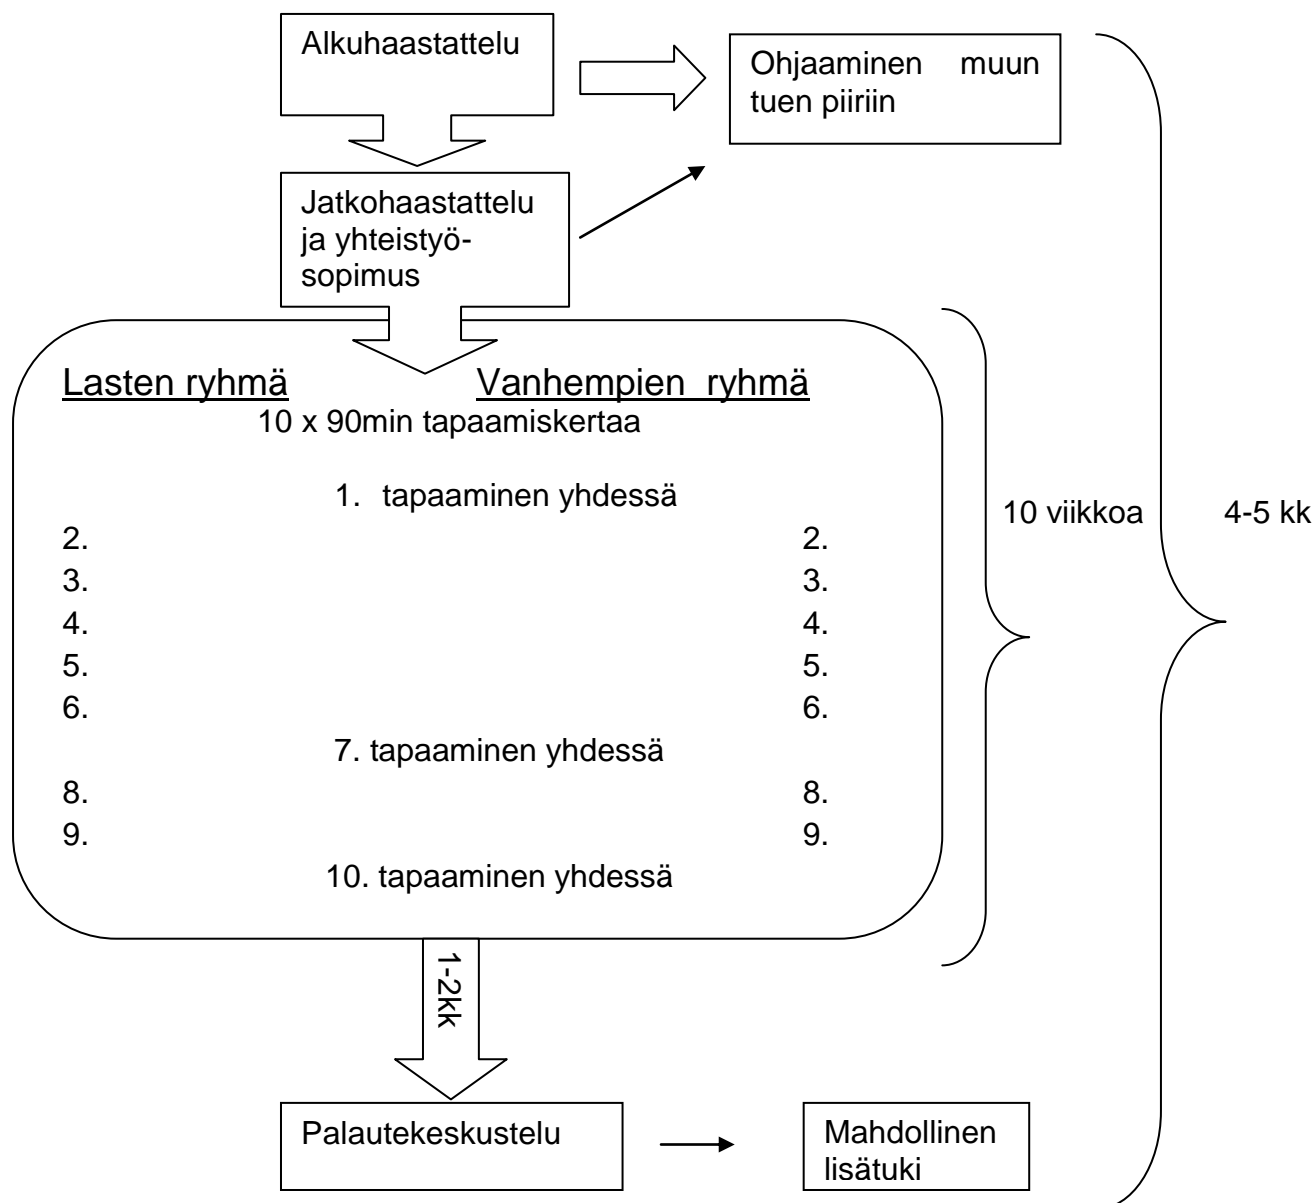 Alkuhaastattelu
Ohjaaminen muun
tuen piiriin
Jatkohaastattelu
ja yhteistyö-
sopimus
Lasten ryhmä Vanhempien ryhmä
10 x 90min tapaamiskertaa
1. tapaaminen yhdessä
2. 2.
3. 3.
4. 4.
5. 5.
6. 6.
7. tapaaminen yhdessä
8. 8.
9. 9.
10. tapaaminen yhdessä
10 viikkoa
4-5 kk
1-2kk
Palautekeskustelu
Mahdollinen
lisätuki